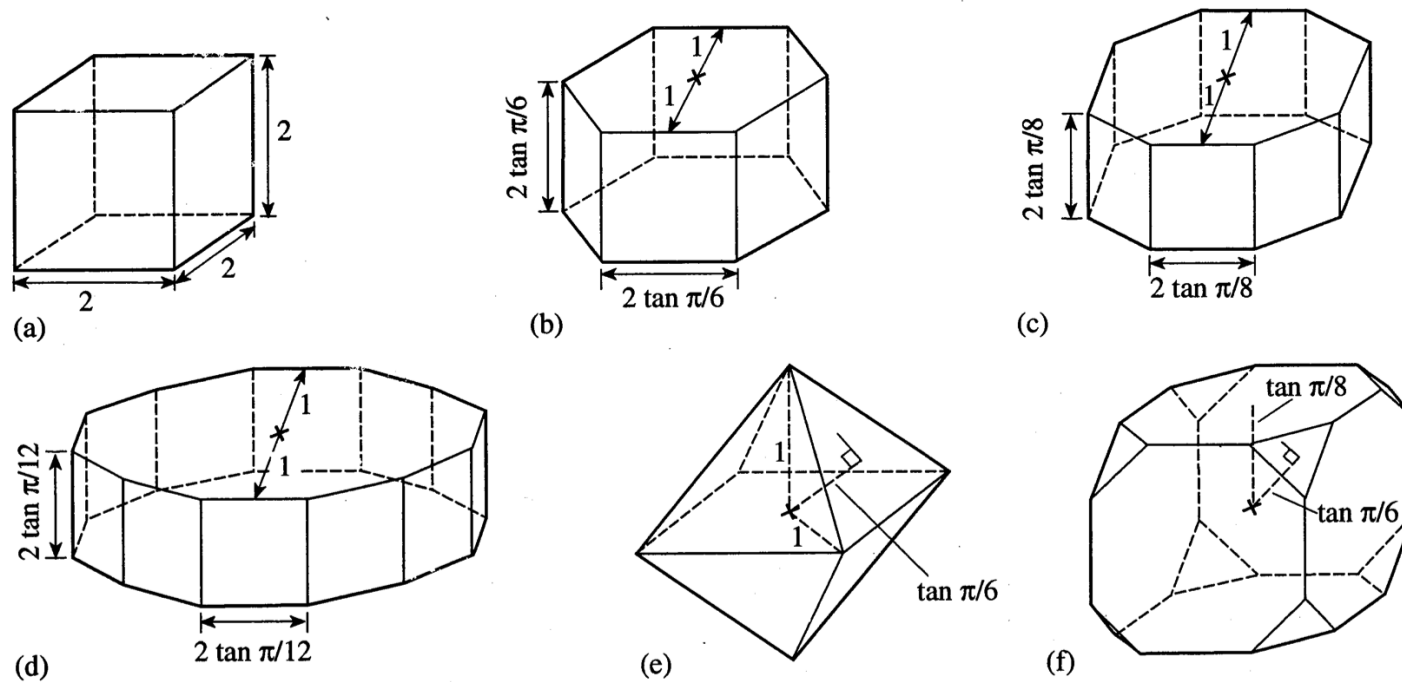 2
2
2
(a)
1
1
2 tan π/6
2 tan π/6
(b)
1
1
2 tan π/8
2 tan π/8
(c)
1
1
2 tan π/12
2 tan π/12
(d)
1
1
tan π/6
(e)
tan π/8
tan π/6
(f)